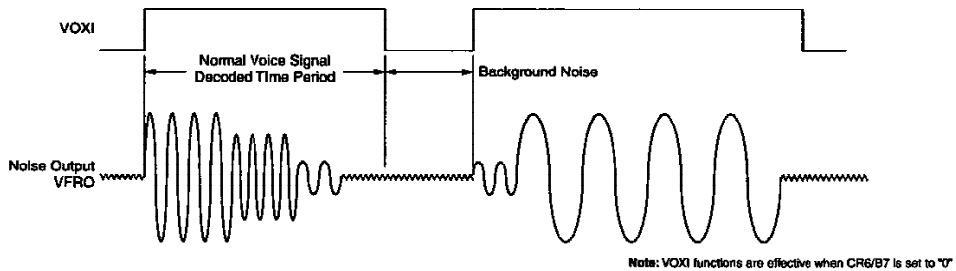 VOXI
Normal Voice Signal
Decoded Time Period
Background Noise
Noise Output
VFRO
Note: VOXI functions are effective when CR6/B7 is set to "0"